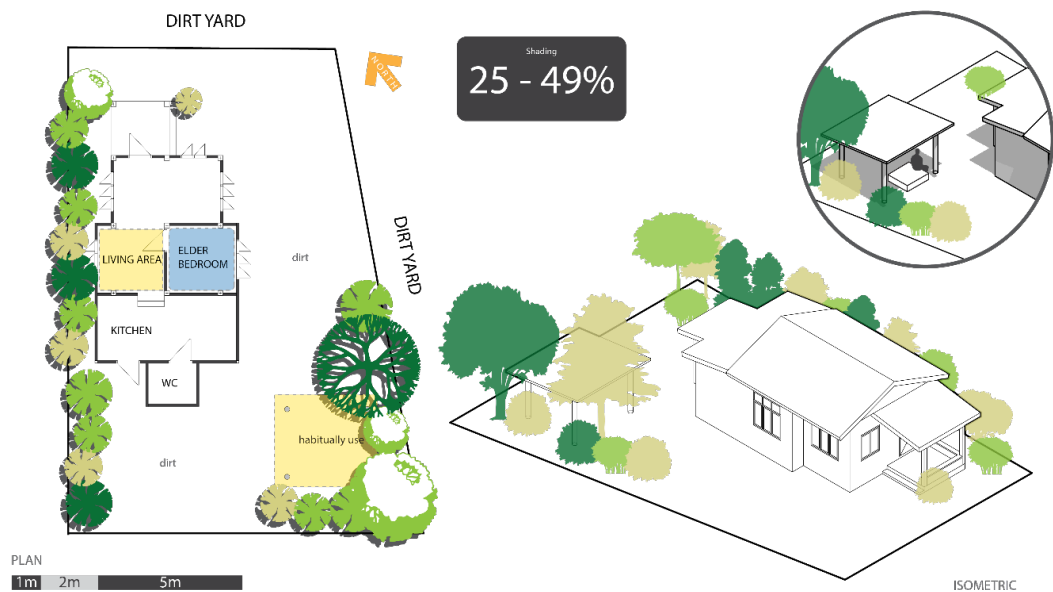 DIRT YARD
NORTH
Shading
25 - 49%
DIRT YARD
LIVING AREA
ELDER
BEDROOM
dirt
KITCHEN
WC
habitually use
dirt
PLAN
1m 2m 5m
ISOMETRIC